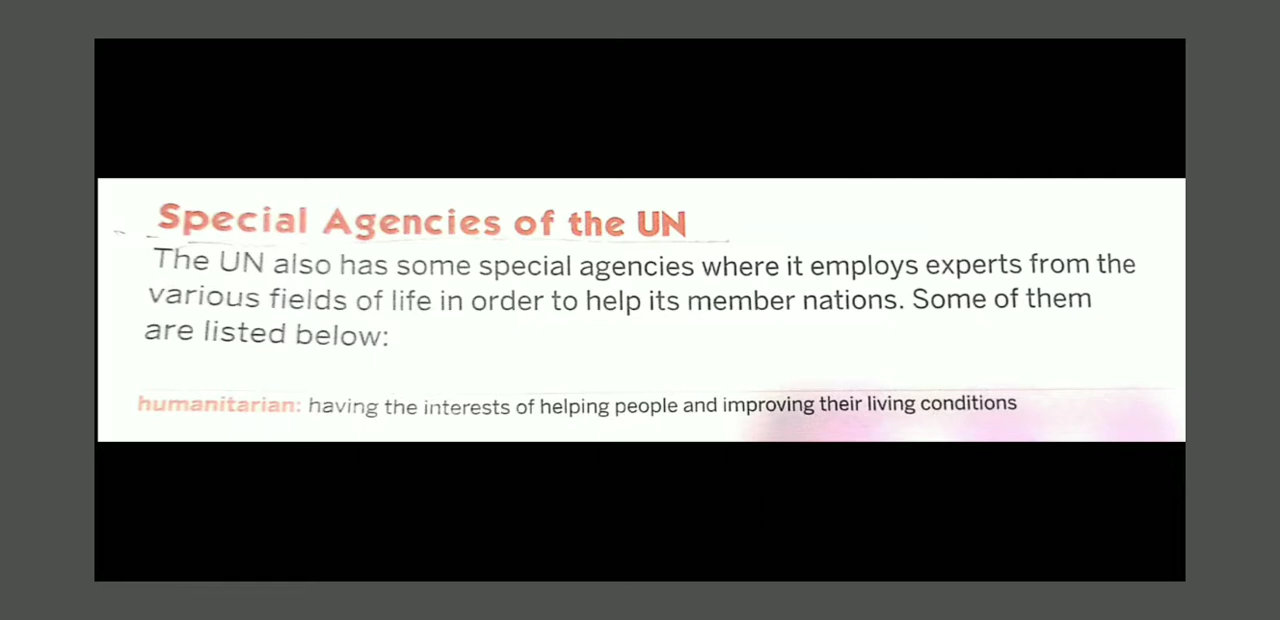 Special Agencies of the UN
The UN also has some special agencies where it employs experts from the
various fields of life in order to help its member nations. Some of them
are listed below:
humanitarian: having the interests of helping people and improving their living conditions